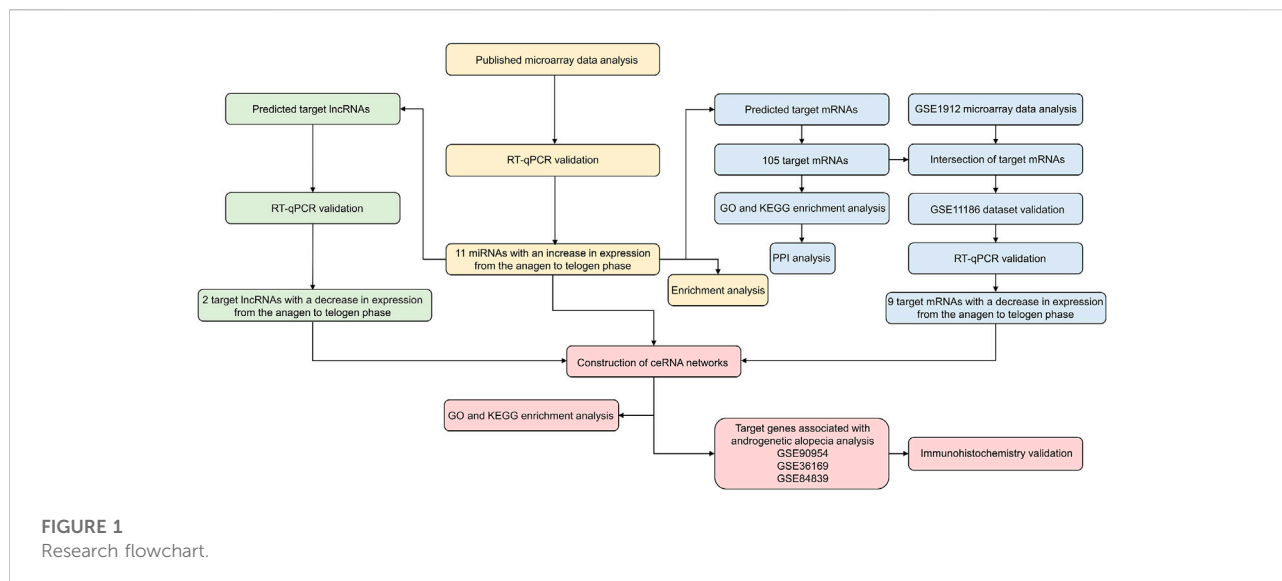 Published microarray data analysis
Predicted target lncRNAs
Predicted target mRNAs
GSE1912 microarray data analysis
RT-qPCR validation
105 target mRNAs
Intersection of target mRNAs
RT-qPCR validation
GO and KEGG enrichment analysis
GSE11186 dataset validation
11 miRNAs with an increase in expression
from the anagen to telogen phase
PPI analysis
RT-qPCR validation
Enrichment analysis
2 target lncRNAs with a decrease in expression
from the anagen to telogen phase
9 target mRNAs with a decrease in expression
from the anagen to telogen phase
Construction of ceRNA networks
GO and KEGG enrichment analysis
Target genes associated with
androgenetic alopecia analysis
GSE90954
GSE36169
GSE84839
Immunohistochemistry validation
FIGURE 1
Research flowchart.